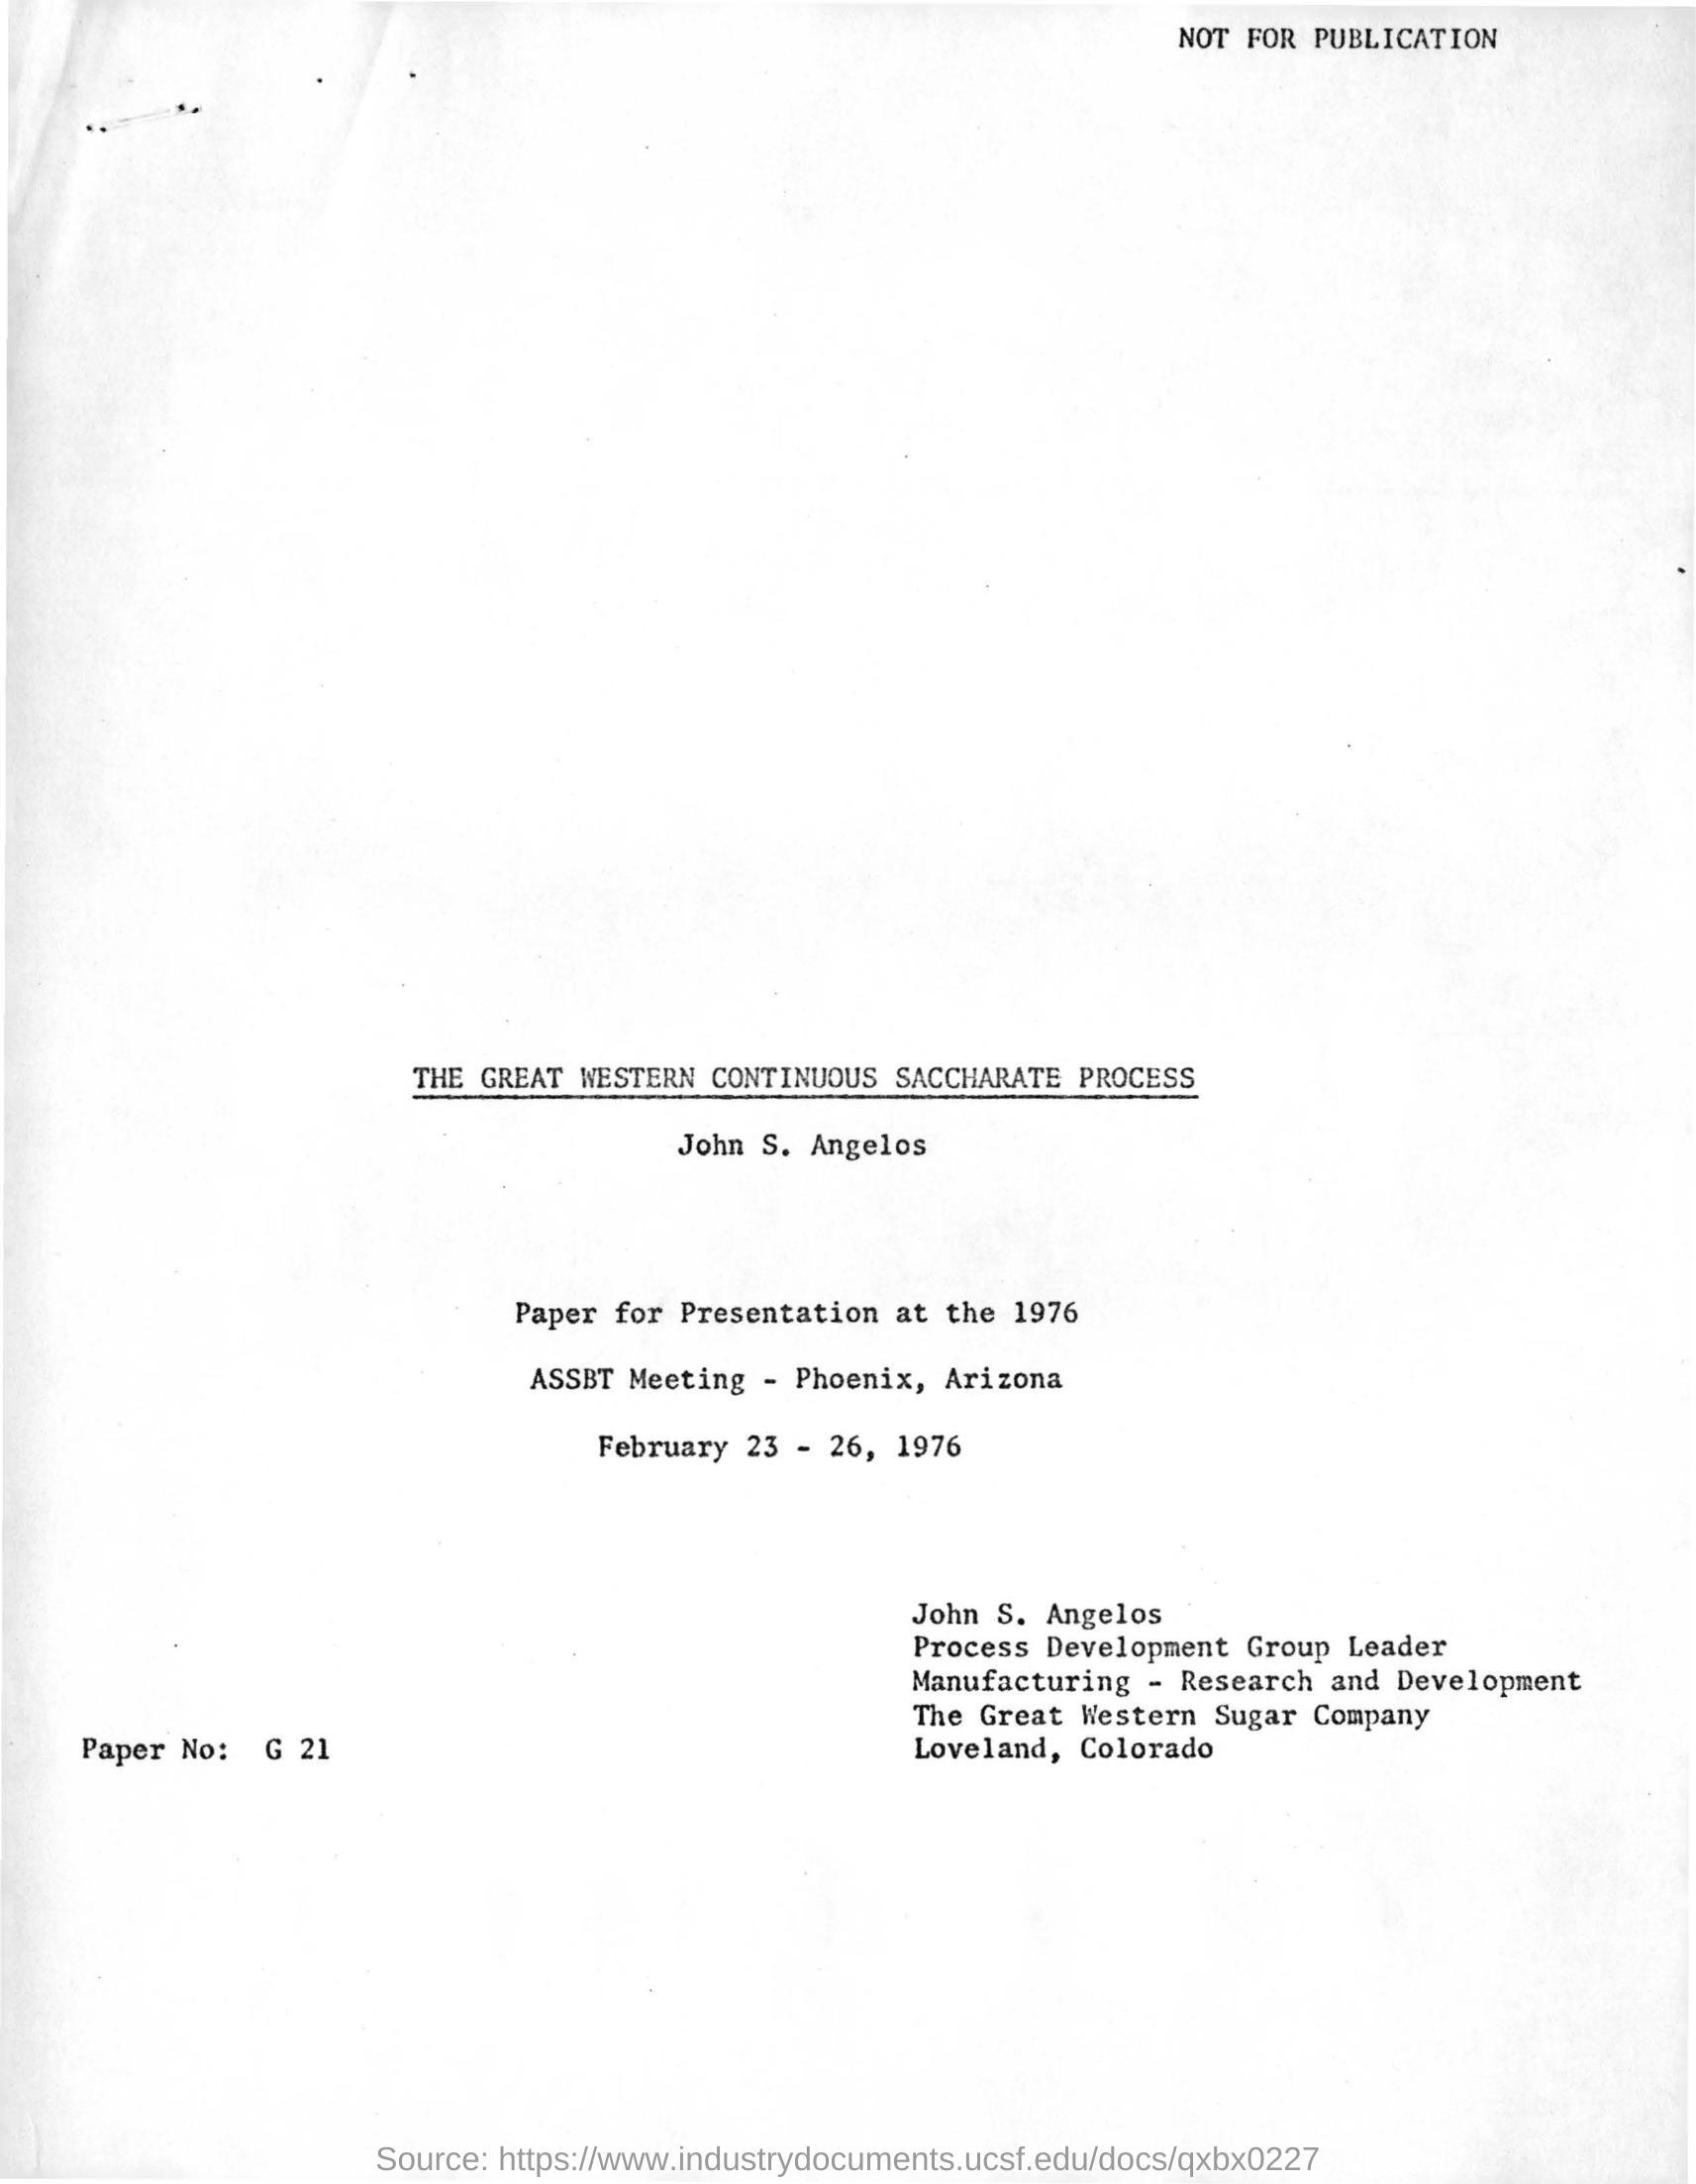 NOT FOR PUBLICATION
THE GREAT WESTERN CONTINUOUS SACCHARATE PROCESS
John S. Angelos
Paper for Presentation at the 1976
ASSBT Meeting - Phoenix, Arizona
February 23 - 26, 1976
John S. Angelos
Process Development Group Leader
Manufacturing - Research and Development
The Great Western Sugar Company
Loveland, Colorado
Paper No: G 21
Source: https://www.industrydocuments.ucsf.edu/docs/qxbx0227